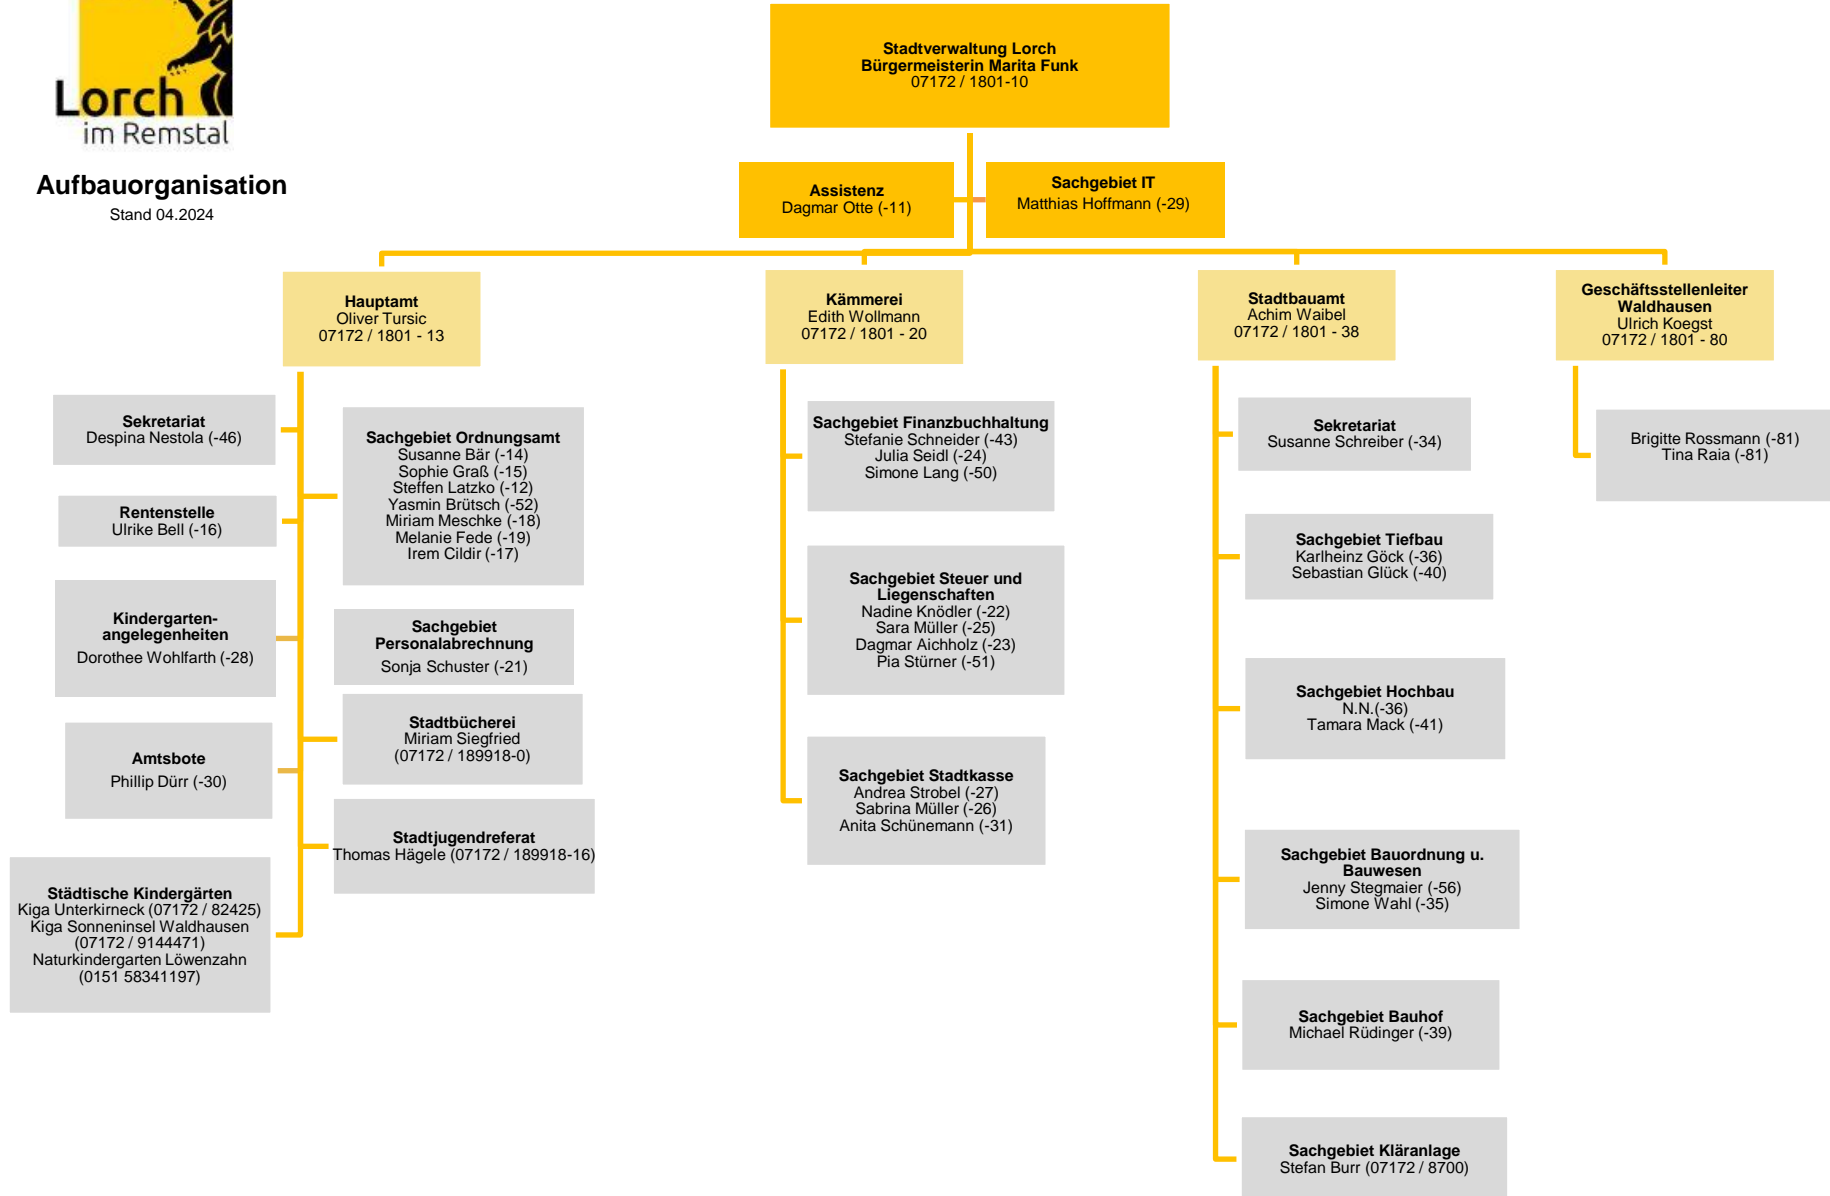 Lorch
im Remstal
Aufbauorganisation
Stand 04.2024
Stadtverwaltung Lorch
Bürgermeisterin Marita Funk
07172 / 1801-10
Assistenz
Dagmar Otte (-11)
Sachgebiet IT
Matthias Hoffmann (-29)
Hauptamt
Oliver Tursic
07172 / 1801 - 13
Sekretariat
Despina Nestola (-46)
Rentenstelle
Ulrike Bell (-16)
Kindergarten-
angelegenheiten
Dorothee Wohlfarth (-28)
Amtsbote
Phillip Dürr (-30)
Städtische Kindergärten
Kiga Unterkirneck (07172 / 82425)
Kiga Sonneninsel Waldhausen
(07172 / 9144471)
Naturkindergarten Löwenzahn
(0151 58341197)
Sachgebiet Ordnungsamt
Susanne Bär (-14)
Sophie Graß (-15)
Steffen Latzko (-12)
Yasmin Brütsch (-52)
Miriam Meschke (-18)
Melanie Fede (-19)
Irem Cildir (-17)
Sachgebiet
Personalabrechnung
Sonja Schuster (-21)
Stadtbücherei
Miriam Siegfried
(07172 / 189918-0)
Stadtjugendreferat
Thomas Hägele (07172 / 189918-16)
Kämmerei
Edith Wollmann
07172 / 1801 - 20
Sachgebiet Finanzbuchhaltung
Stefanie Schneider (-43)
Julia Seidl (-24)
Simone Lang (-50)
Sachgebiet Steuer und
Liegenschaften
Nadine Knödler (-22)
Sara Müller (-25)
Dagmar Aichholz (-23)
Pia Stürner (-51)
Sachgebiet Stadtkasse
Andrea Strobel (-27)
Sabrina Müller (-26)
Anita Schünemann (-31)
Stadtbauamt
Achim Waibel
07172 / 1801 - 38
Sekretariat
Susanne Schreiber (-34)
Sachgebiet Tiefbau
Karlheinz Göck (-36)
Sebastian Glück (-40)
Sachgebiet Hochbau
N.N.(-36)
Tamara Mack (-41)
Sachgebiet Bauordnung u.
Bauwesen
Jenny Stegmaier (-56)
Simone Wahl (-35)
Sachgebiet Bauhof
Michael Rüdinger (-39)
Sachgebiet Kläranlage
Stefan Burr (07172 / 8700)
Geschäftsstellenleiter
Waldhausen
Ulrich Koegst
07172 / 1801 - 80
Brigitte Rossmann (-81)
Tina Raia (-81)